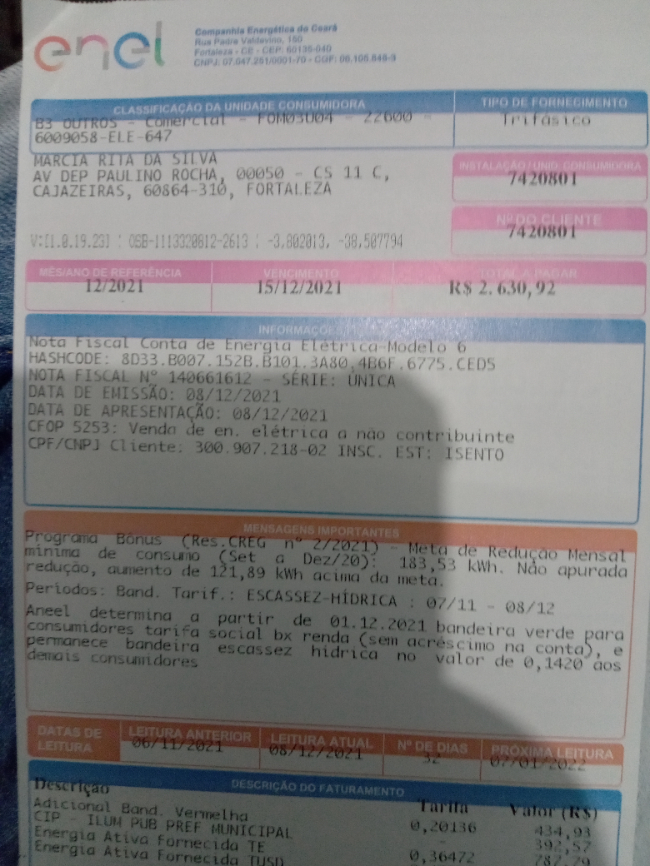 enel
Companhia Energética do Ceará
Rua Padre Valdevino, 150
Fortaleza - CE - CEP: 60135-040
CNPJ: 07.047.251/0001-70 - CGF: 06.105.848-3
CLASSIFICAÇÃO DA UNIDADE CONSUMIDORA
B3 OUTROS - Comercial - FOM03U04 - 22600 -
6009058-ELE-647
TIPO DE FORNECIMENTO
Trifásico
MARCIA RITA DA SILVA
AV DEP PAULINO ROCHA, 00050 - CS 11 C,
CAJAZEIRAS, 60864-310, FORTALEZA
INSTALAÇÃO / UNID. CONSUMIDORA
7420801
Nº DO CLIENTE
7420801
V:[1.0.19.23] : OSB-1113320812-2613 : -3,802013, -38,507794
MÊS/ANO DE REFERÊNCIA
12/2021
VENCIMENTO
15/12/2021
TOTAL A PAGAR
R$ 2.630,92
Nota Fiscal Conta de Energia Elétrica-Modelo 6
HASHCODE: 8D33.B007.152B.B101.3A80.4B6F.6775.CED5
NOTA FISCAL Nº 140661612 - SÉRIE: ÚNICA
DATA DE EMISSÃO: 08/12/2021
DATA DE APRESENTAÇÃO: 08/12/2021
CFOP 5253: Venda de en. elétrica a não contribuinte
CPF/CNPJ Cliente: 300.907.218-02 INSC. EST: ISENTO
MENSAGENS IMPORTANTES
Programa Bônus (Res.CREG nº 2/2021) - Meta de Redução Mensal
mínima de consumo (Set a Dez/20): 183,53 kWh. Não apurada
redução, aumento de 121,89 kWh acima da meta.
Períodos: Band. Tarif.: ESCASSEZ-HÍDRICA : 07/11 - 08/12
Aneel determina a partir de 01.12.2021 bandeira verde para
consumidores tarifa social bx renda (sem acréscimo na conta), e
permanece bandeira escassez hídrica no valor de 0,1420 aos
demais consumidores
DATAS DE
LEITURA
LEITURA ANTERIOR
06/11/2021
LEITURA ATUAL
08/12/2021
Nº DE DIAS
32
PRÓXIMA LEITURA
07/01/2022
DESCRIÇÃO DO FATURAMENTO
Descrição Tarifa Valor (R$)
Adicional Band. Vermelha 0,20136 434,93
CIP - ILUM PUB PREF MUNICIPAL - 392,57
Energia Ativa Fornecida TE 0,36472
Energia Ativa Fornecida TUSD